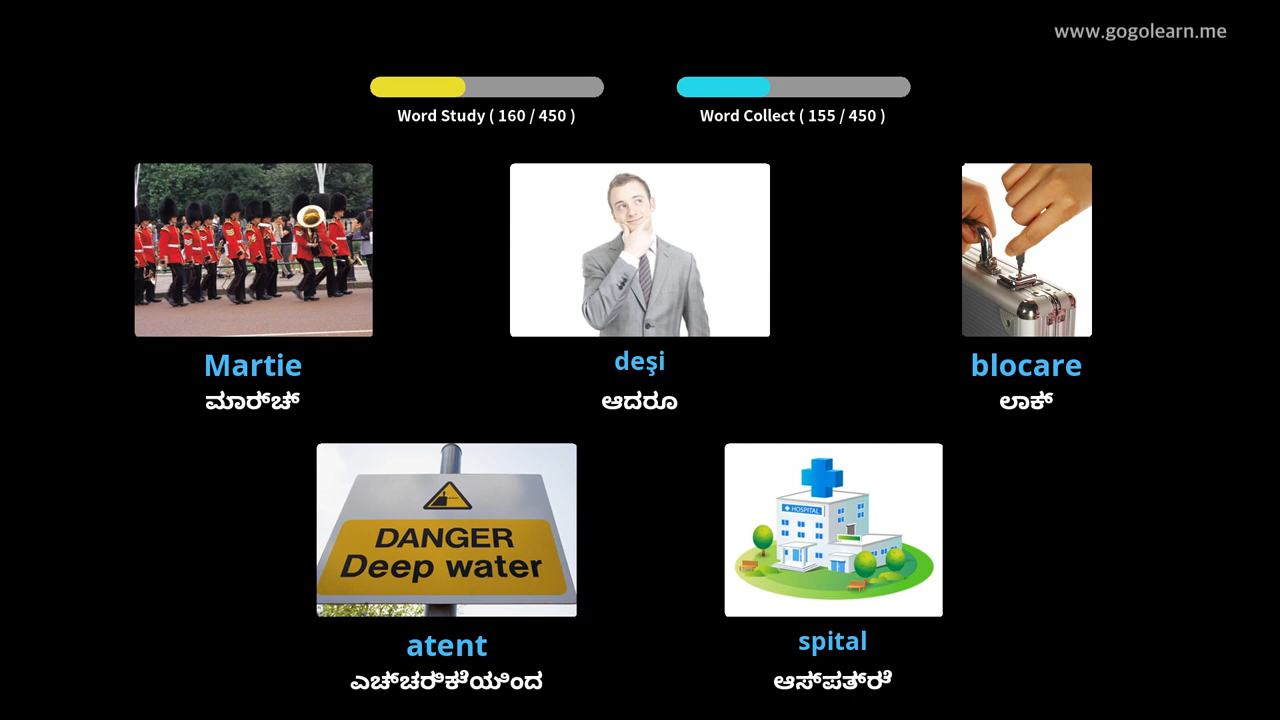 www.gogolearn.me
Word Study ( 160 / 450 )
Word Collect ( 155 / 450 )
Martie
ಮಾರ್ಚ್
deşi
ಆದರೂ
blocare
ಲಾಕ್
DANGER
Deep water
atent
ಎಚ್ಚರಿಕೆಯಿಂದ
HOSPITAL
spital
ಆಸ್ಪತ್ರೆ